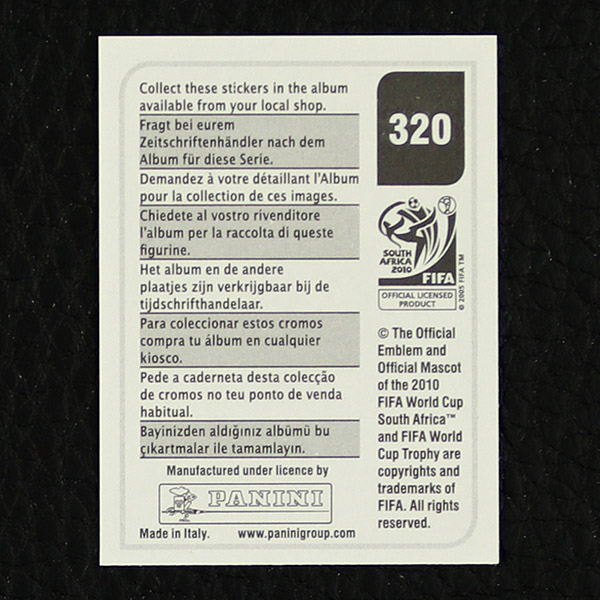 Collect these stickers in the album
available from your local shop.
Fragt bei eurem
Zeitschriftenhändler nach dem
Album für diese Serie.
Demandez à votre détaillant l'Album
pour la collection de ces images.
Chiedete al vostro rivenditore
l'album per la raccolta di queste
figurine.
Het album en de andere
plaatjes zijn verkrijgbaar bij de
tijdschrifthandelaar.
Para coleccionar estos cromos
compra tu álbum en cualquier
kiosco.
Pede a caderneta desta colecção
de cromos no teu ponto de venda
habitual.
Bayinizden aldığınız albümü bu
çıkartmalar ile tamamlayın.
Manufactured under licence by
PANINI
Made in Italy. www.paninigroup.com
320
SOUTH
AFRICA
2010
FIFA
© 2005 FIFA TM
OFFICIAL LICENSED
PRODUCT
© The Official
Emblem and
Official Mascot
of the 2010
FIFA World Cup
South Africa™
and FIFA World
Cup Trophy are
copyrights and
trademarks of
FIFA. All rights
reserved.